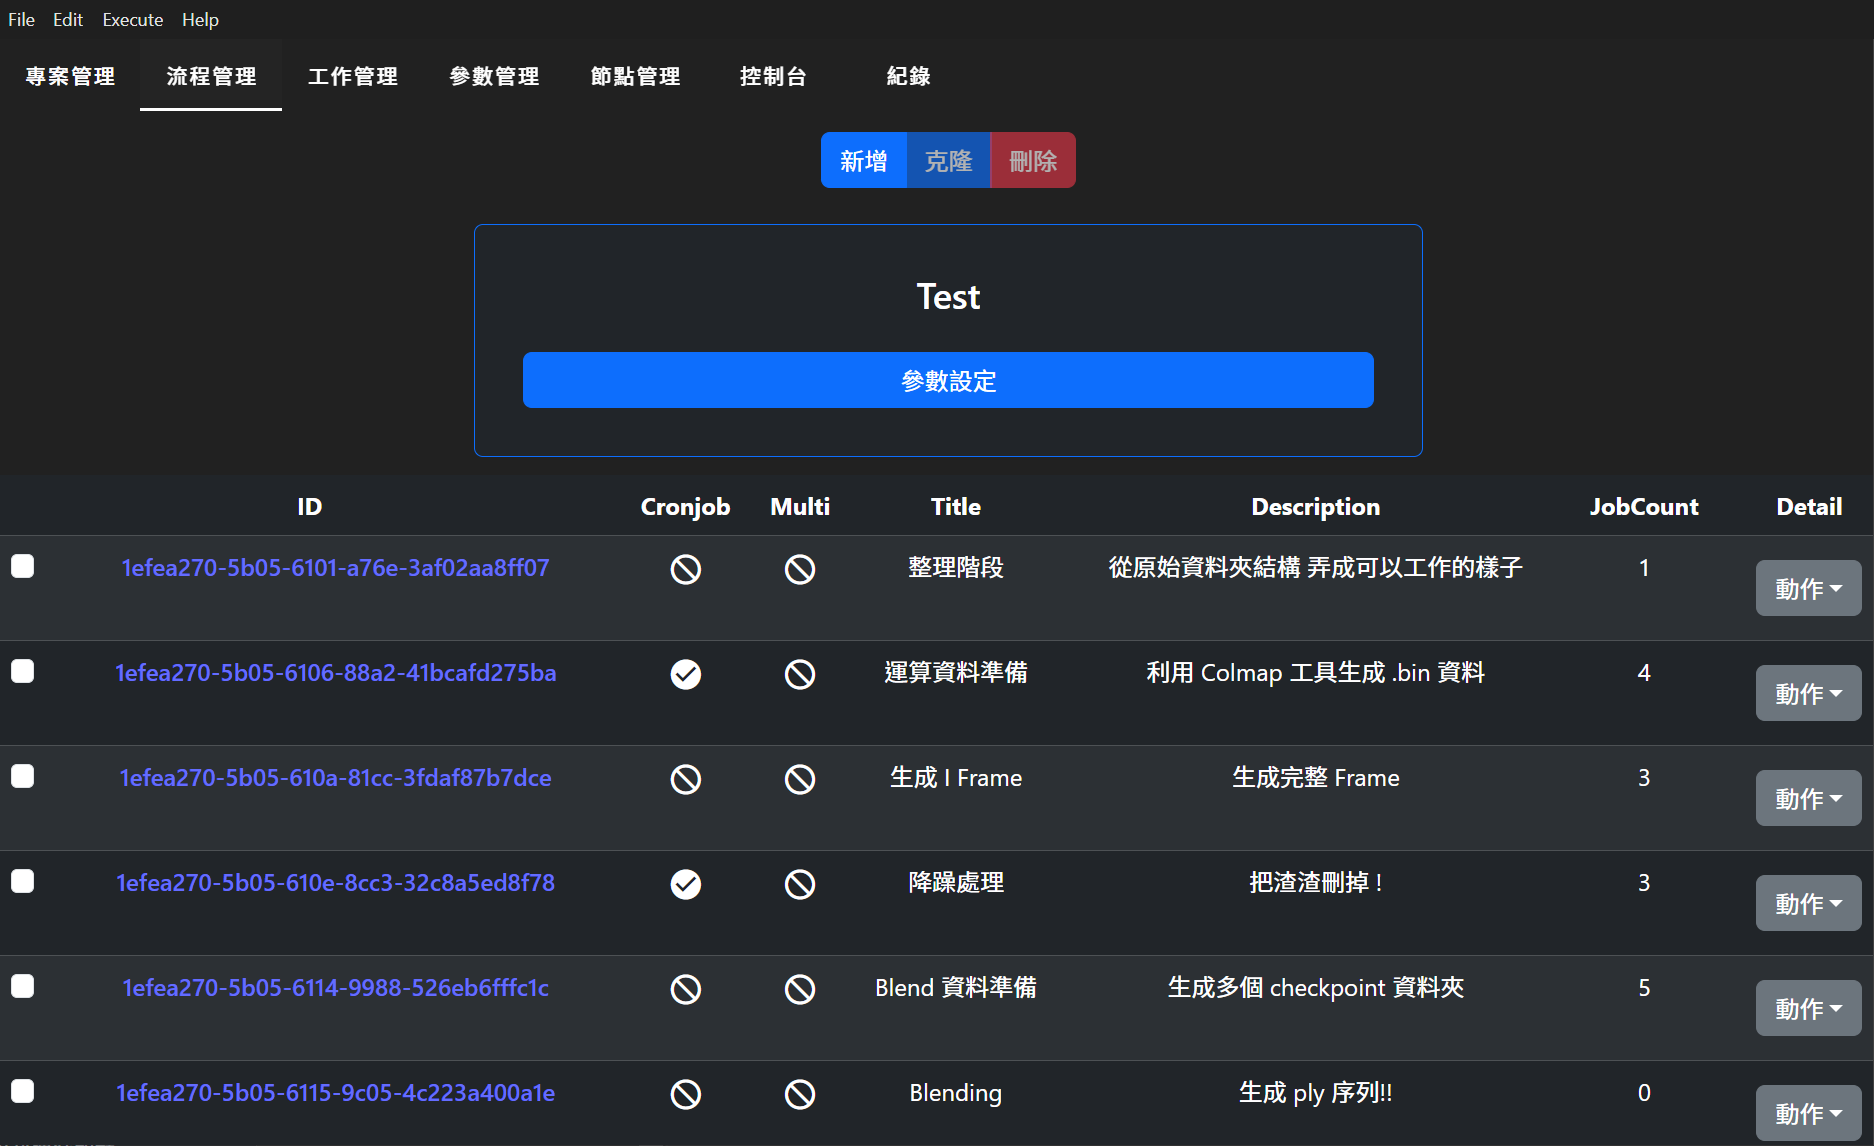 File Edit Execute Help
專案管理 流程管理 工作管理 參數管理 節點管理 控制台 紀錄
新增 克隆 刪除
Test
參數設定
ID Cronjob Multi Title Description JobCount Detail
1efea270-5b05-6101-a76e-3af02aa8ff07 整理階段 從原始資料夾結構 弄成可以工作的樣子 1 動作
1efea270-5b05-6106-88a2-41bcafd275ba 運算資料準備 利用 Colmap 工具生成 .bin 資料 4 動作
1efea270-5b05-610a-81cc-3fdaf87b7dce 生成 I Frame 生成完整 Frame 3 動作
1efea270-5b05-610e-8cc3-32c8a5ed8f78 降躁處理 把渣渣刪掉 ! 3 動作
1efea270-5b05-6114-9988-526eb6fffc1c Blend 資料準備 生成多個 checkpoint 資料夾 5 動作
1efea270-5b05-6115-9c05-4c223a400a1e Blending 生成 ply 序列!! 0 動作